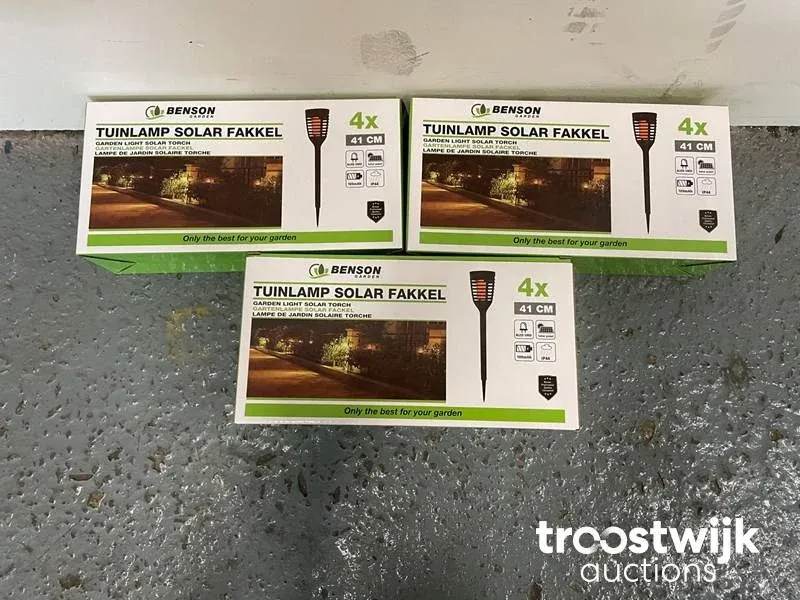 BENSON
GARDEN
TUINLAMP SOLAR FAKKEL
GARDEN LIGHT SOLAR TORCH
GARTENLAMPE SOLAR FACKEL
LAMPE DE JARDIN SOLAIRE TORCHE
4x
41 CM
IP44
Only the best for your garden
BENSON
GARDEN
TUINLAMP SOLAR FAKKEL
GARDEN LIGHT SOLAR TORCH
GARTENLAMPE SOLAR FACKEL
LAMPE DE JARDIN SOLAIRE TORCHE
4x
41 CM
IP44
Only the best for your garden
BENSON
GARDEN
TUINLAMP SOLAR FAKKEL
GARDEN LIGHT SOLAR TORCH
GARTENLAMPE SOLAR FACKEL
LAMPE DE JARDIN SOLAIRE TORCHE
4x
41 CM
IP44
Only the best for your garden
troostwijk
auctions